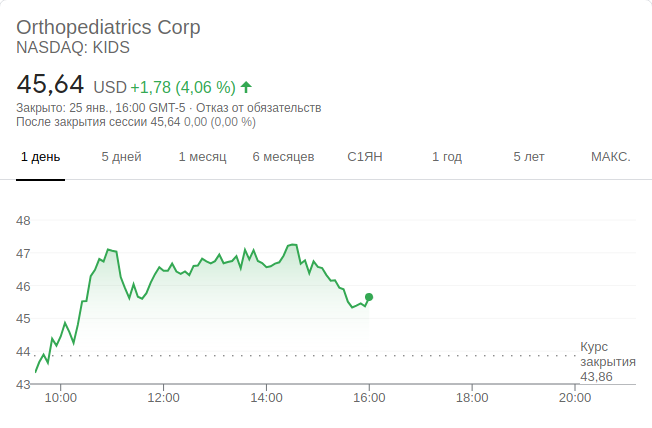 Orthopediatrics Corp
NASDAQ: KIDS
45,64 USD +1,78 (4,06 %)
Закрыто: 25 янв., 16:00 GMT-5 · Отказ от обязательств
После закрытия сессии 45,64 0,00 (0,00 %)
1 день 5 дней 1 месяц 6 месяцев С1ЯН 1 год 5 лет МАКС.
48
47
46
45
44
43
Курс
закрытия
43,86
10:00 12:00 14:00 16:00 18:00 20:00